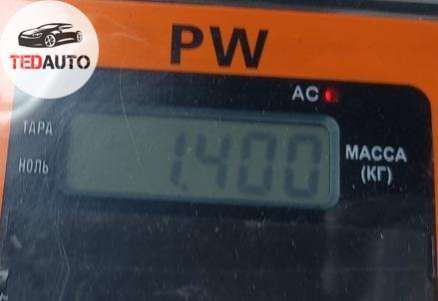 TEDAUTO
PW
AC
ТАРА
НОЛЬ
1.400
МАССА
(КГ)